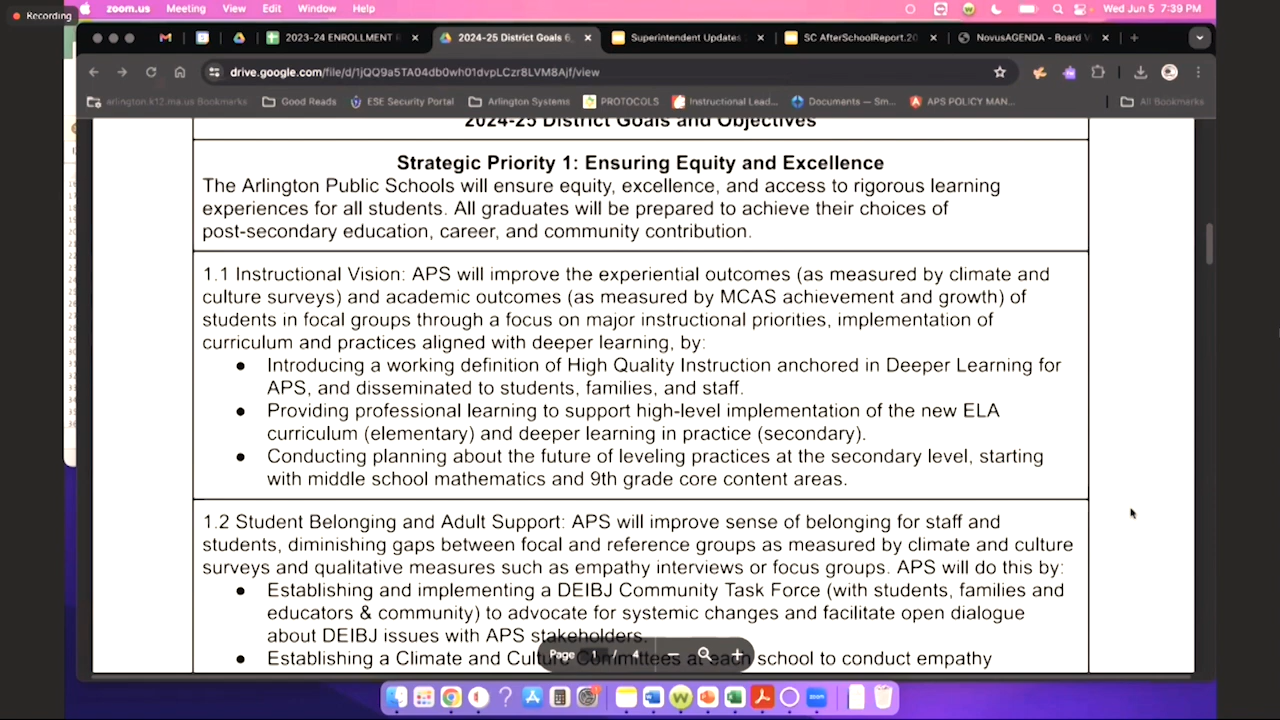 Recording
zoom.us Meeting View Edit Window Help
Wed Jun 5 7:39 PM
2023-24 ENROLLMENT
2024-25 District Goals 6
Superintendent Updates
SC AfterSchoolReport.20
NovusAGENDA - Board V
drive.google.com/file/d/1jQQ9a5TA04db0wh01dvpLCzr8LVM8Ajf/view
arlington.k12.ma.us Bookmarks
Good Reads
ESE Security Portal
Arlington Systems
PROTOCOLS
Instructional Lead...
Documents — Sm...
APS POLICY MAN...
All Bookmarks
2024-25 District Goals and Objectives
Strategic Priority 1: Ensuring Equity and Excellence
The Arlington Public Schools will ensure equity, excellence, and access to rigorous learning
experiences for all students. All graduates will be prepared to achieve their choices of
post-secondary education, career, and community contribution.
1.1 Instructional Vision: APS will improve the experiential outcomes (as measured by climate and
culture surveys) and academic outcomes (as measured by MCAS achievement and growth) of
students in focal groups through a focus on major instructional priorities, implementation of
curriculum and practices aligned with deeper learning, by:
● Introducing a working definition of High Quality Instruction anchored in Deeper Learning for
APS, and disseminated to students, families, and staff.
● Providing professional learning to support high-level implementation of the new ELA
curriculum (elementary) and deeper learning in practice (secondary).
● Conducting planning about the future of leveling practices at the secondary level, starting
with middle school mathematics and 9th grade core content areas.
1.2 Student Belonging and Adult Support: APS will improve sense of belonging for staff and
students, diminishing gaps between focal and reference groups as measured by climate and culture
surveys and qualitative measures such as empathy interviews or focus groups. APS will do this by:
● Establishing and implementing a DEIBJ Community Task Force (with students, families and
educators & community) to advocate for systemic changes and facilitate open dialogue
about DEIBJ issues with APS stakeholders.
● Establishing a Climate and Culture Committees at each school to conduct empathy
Page 1 / 4